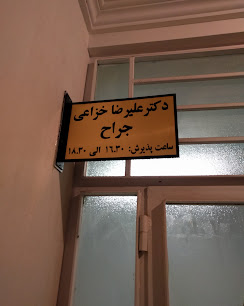 دکتر علیرضا خزاعی
جراح
ساعت پذیرش: ۱۶.۳۰ الی ۱۸.۳۰